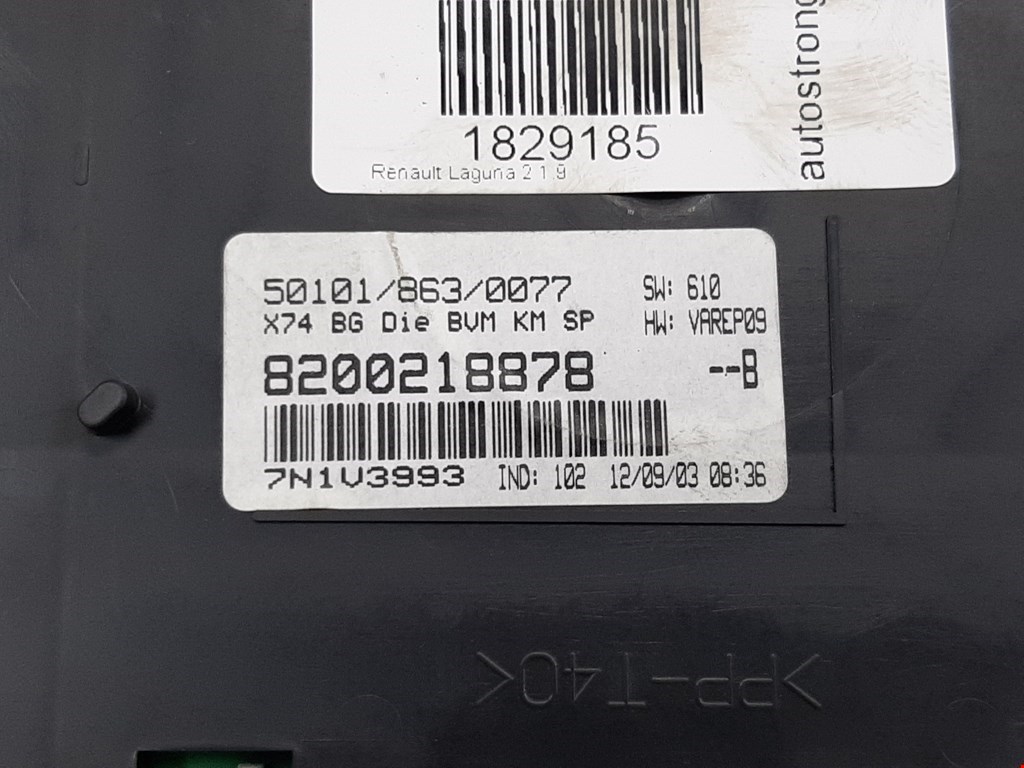 1829185
Renault Laguna 2 1.9
autostrong
50101/863/0077
SW: 610
X74 BG Die BVM KM SP
HW: VAREP09
8200218878
--B
7N1V3993 IND: 102 12/09/03 08:36
>PP-T40<